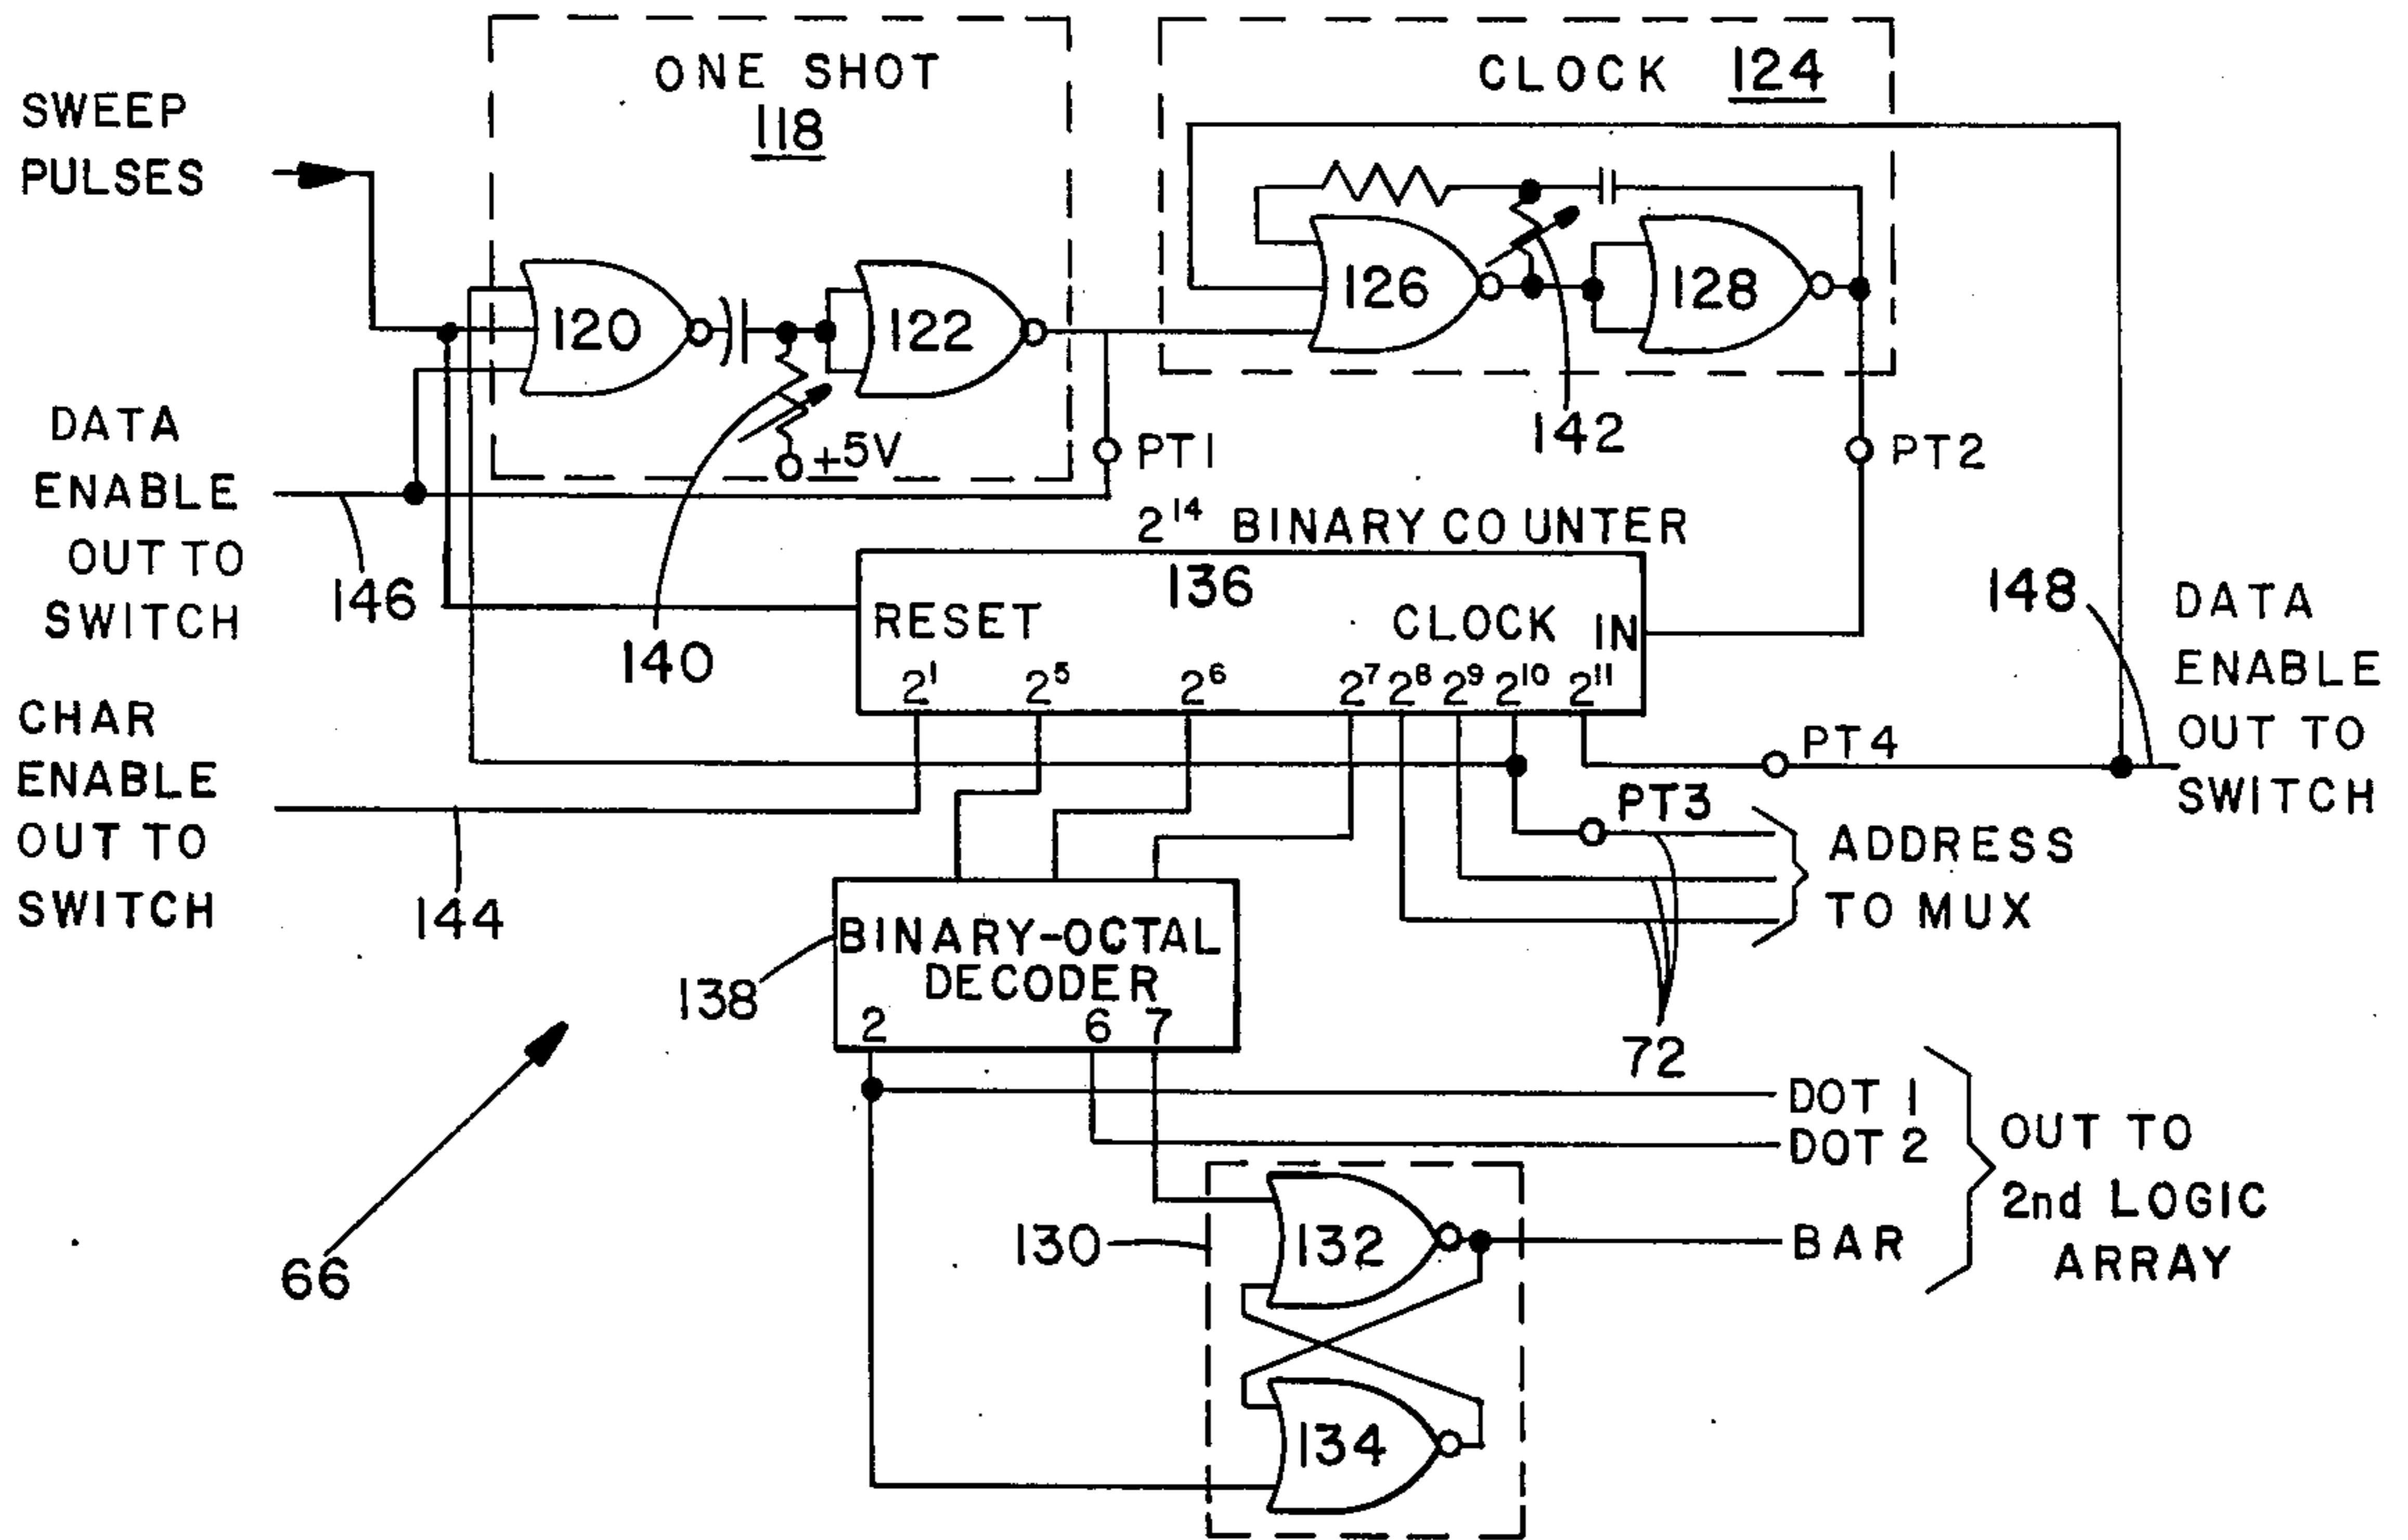 ONE SHOT
118
CLOCK 124
SWEEP
PULSES
120
122
126
128
142
140
+5V
PT1
PT2
DATA
ENABLE
OUT TO
SWITCH
146
2¹⁴ BINARY COUNTER
136
RESET
CLOCK IN
2¹ 2⁵ 2⁶ 2⁷ 2⁸ 2⁹ 2¹⁰ 2¹¹
148
DATA
ENABLE
OUT TO
SWITCH
CHAR
ENABLE
OUT TO
SWITCH
144
PT4
PT3
ADDRESS
TO MUX
72
BINARY-OCTAL
DECODER
138
2 6 7
66
DOT 1
DOT 2
BAR
OUT TO
2nd LOGIC
ARRAY
130
132
134